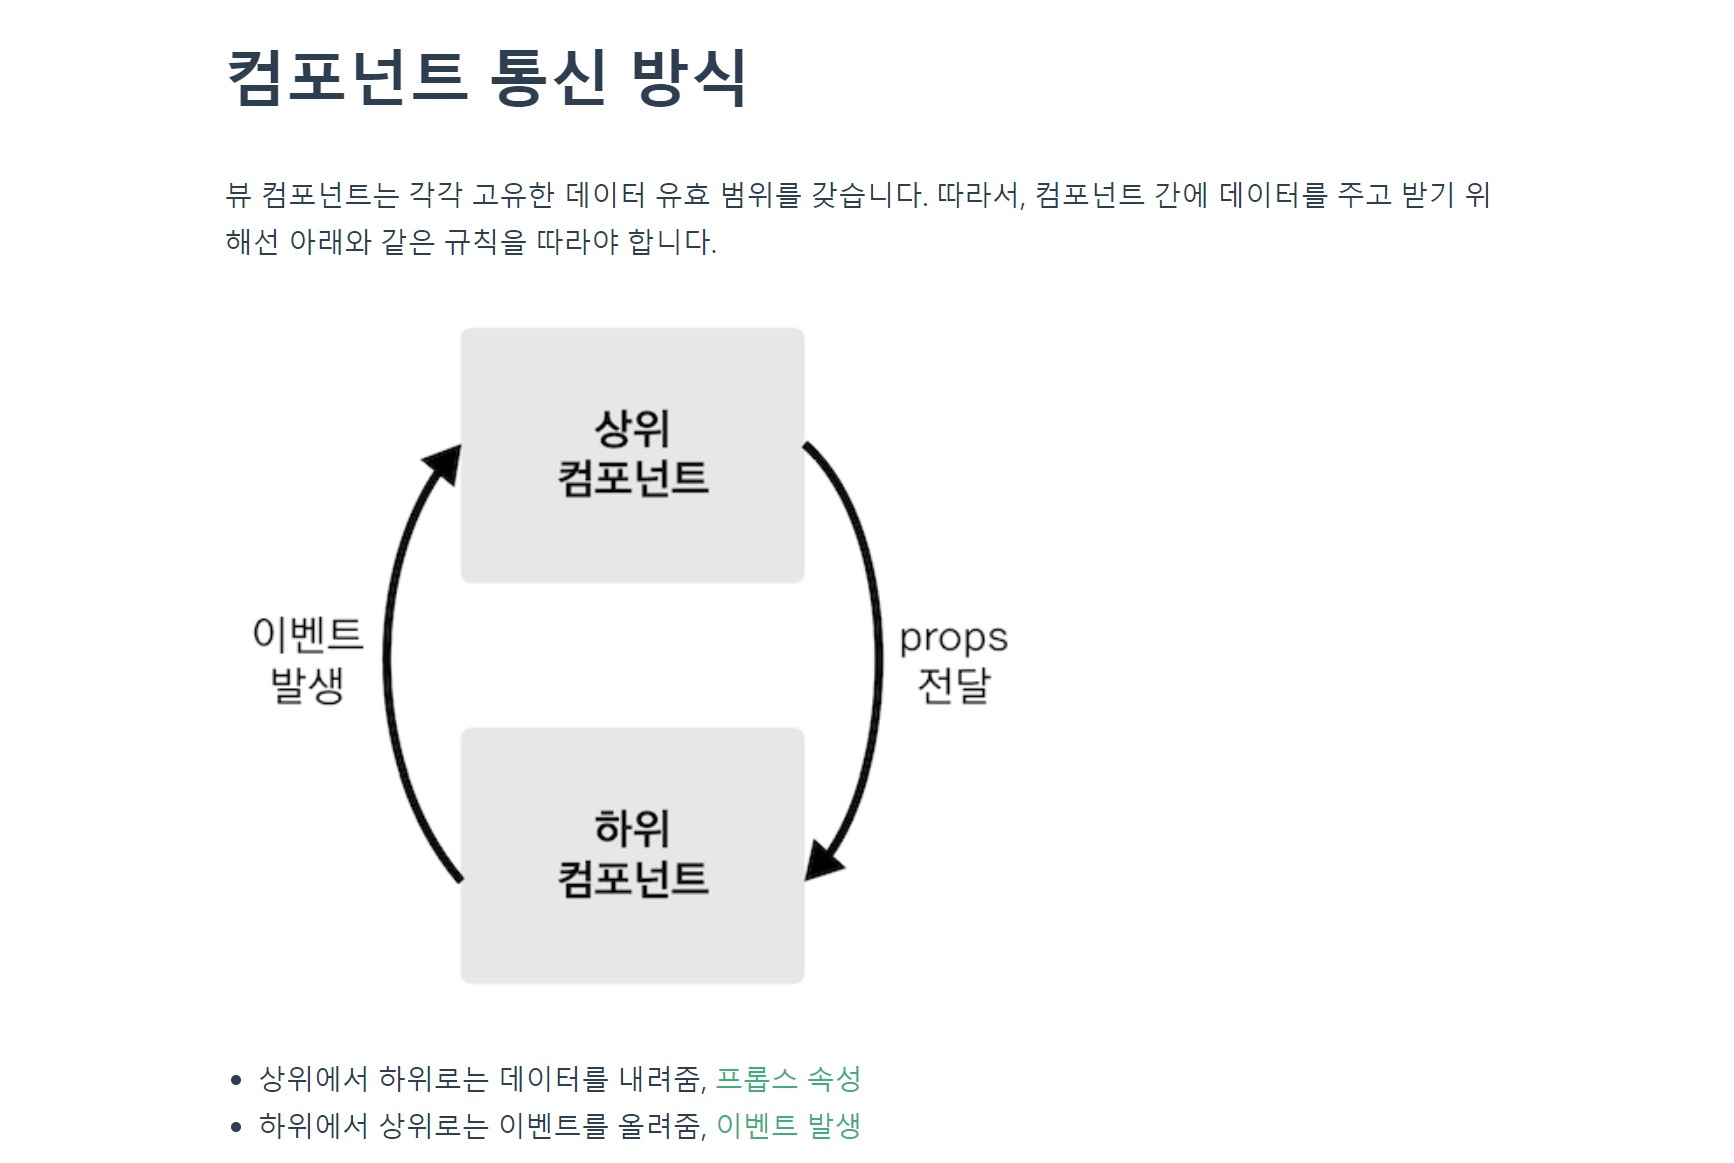 컴포넌트 통신 방식
뷰 컴포넌트는 각각 고유한 데이터 유효 범위를 갖습니다. 따라서, 컴포넌트 간에 데이터를 주고 받기 위
해선 아래와 같은 규칙을 따라야 합니다.
상위
컴포넌트
이벤트
발생
props
전달
하위
컴포넌트
상위에서 하위로는 데이터를 내려줌, 프롭스 속성
하위에서 상위로는 이벤트를 올려줌, 이벤트 발생